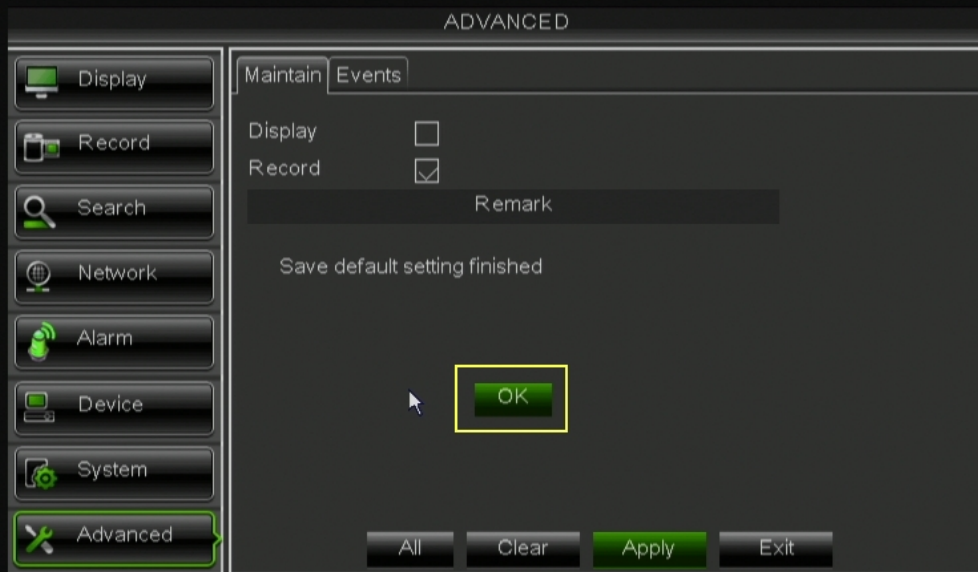 ADVANCED
Display
Record
Search
Network
Alarm
Device
System
Advanced
Maintain Events
Display
Record
Remark
Save default setting finished
OK
All Clear Apply Exit